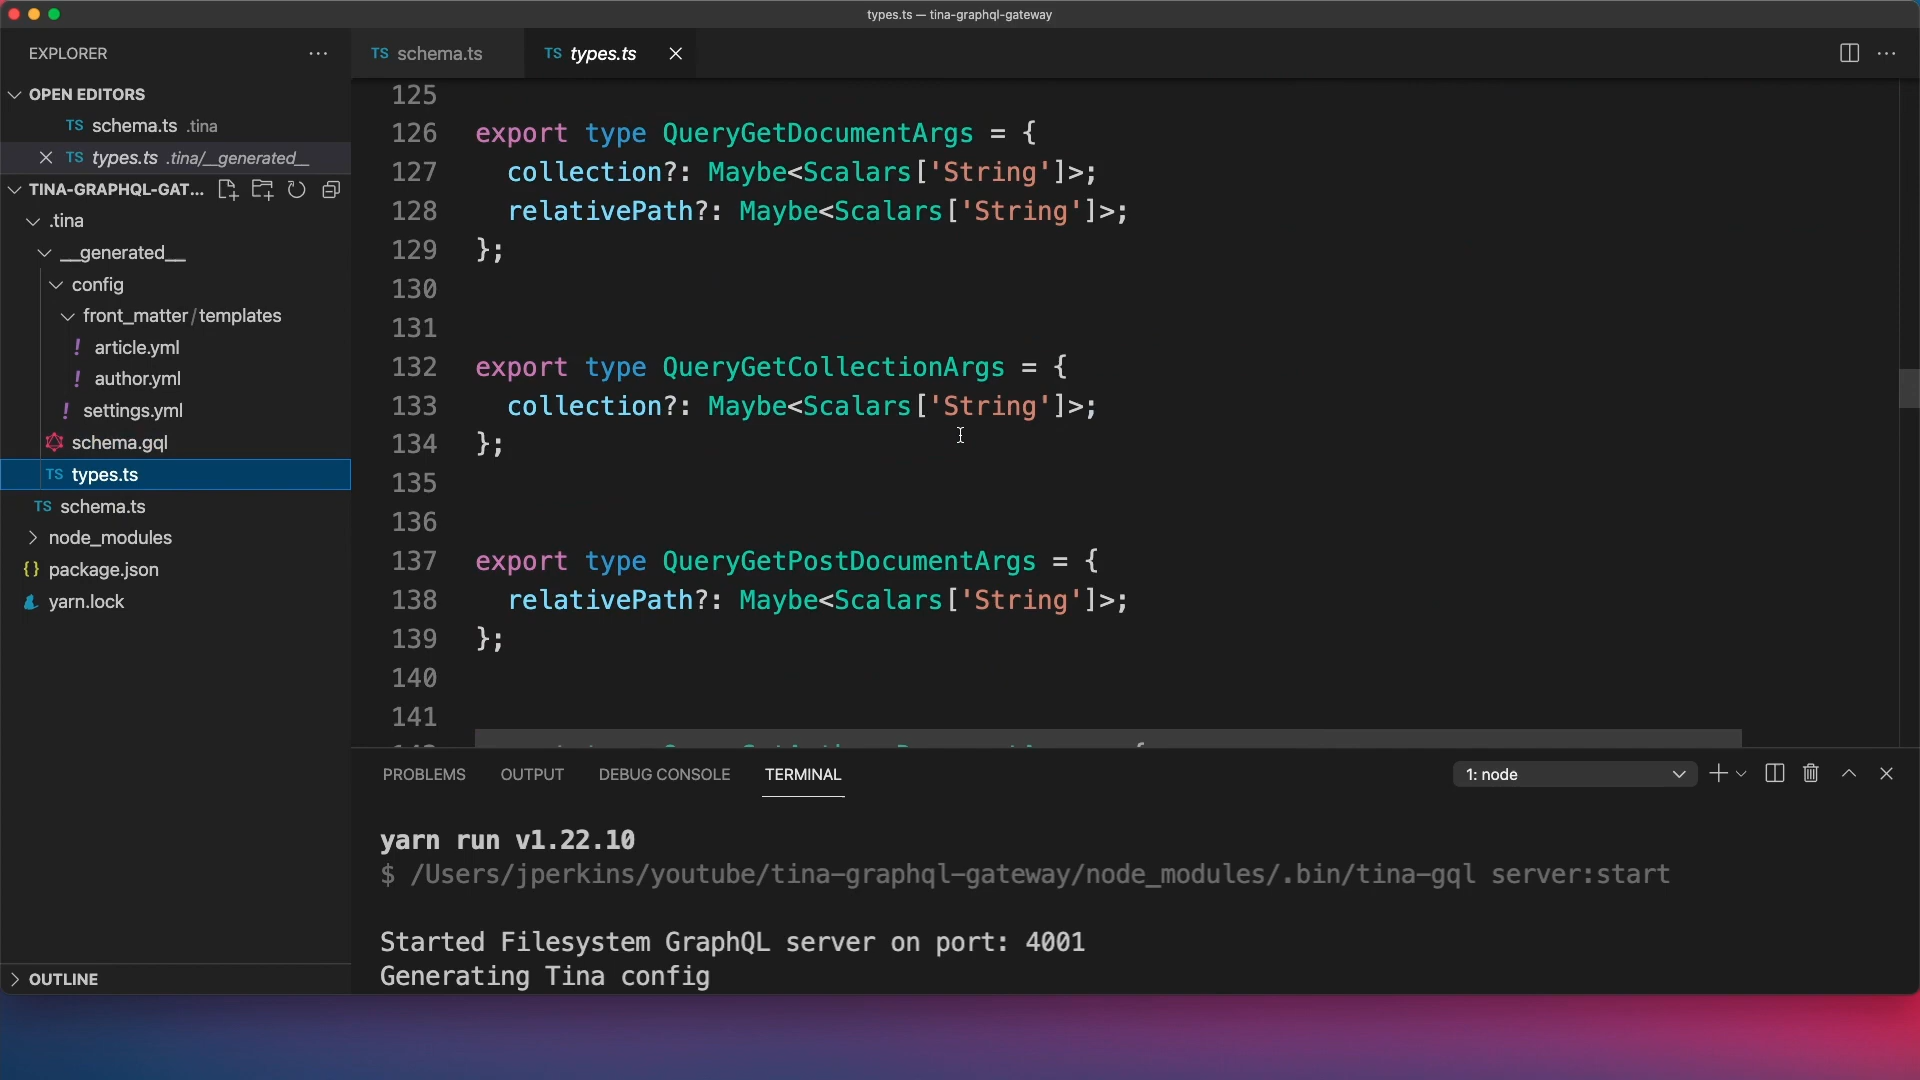 types.ts — tina-graphql-gateway
EXPLORER
OPEN EDITORS
TS schema.ts .tina
TS types.ts .tina/__generated__
TINA-GRAPHQL-GAT...
.tina
__generated__
config
front_matter/templates
! article.yml
! author.yml
! settings.yml
schema.gql
TS types.ts
TS schema.ts
node_modules
{} package.json
yarn.lock
OUTLINE
TS schema.ts
TS types.ts
125
126 export type QueryGetDocumentArgs = {
127 collection?: Maybe<Scalars['String']>;
128 relativePath?: Maybe<Scalars['String']>;
129 };
130
131
132 export type QueryGetCollectionArgs = {
133 collection?: Maybe<Scalars['String']>;
134 };
135
136
137 export type QueryGetPostDocumentArgs = {
138 relativePath?: Maybe<Scalars['String']>;
139 };
140
141
PROBLEMS OUTPUT DEBUG CONSOLE TERMINAL
1: node
yarn run v1.22.10
$ /Users/jperkins/youtube/tina-graphql-gateway/node_modules/.bin/tina-gql server:start
Started Filesystem GraphQL server on port: 4001
Generating Tina config